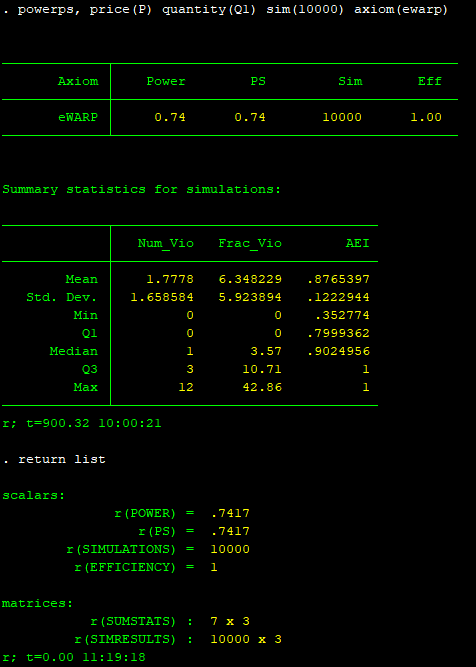 . powerps, price(P) quantity(Q1) sim(10000) axiom(ewarp)
Axiom Power PS Sim Eff
eWARP 0.74 0.74 10000 1.00
Summary statistics for simulations:
Num_Vio Frac_Vio AEI
Mean 1.7778 6.348229 .8765397
Std. Dev. 1.658584 5.923894 .1222944
Min 0 0 .352774
Q1 0 0 .7999362
Median 1 3.57 .9024956
Q3 3 10.71 1
Max 12 42.86 1
r; t=900.32 10:00:21
. return list
scalars:
r(POWER) = .7417
r(PS) = .7417
r(SIMULATIONS) = 10000
r(EFFICIENCY) = 1
matrices:
r(SUMSTATS) : 7 x 3
r(SIMRESULTS) : 10000 x 3
r; t=0.00 11:19:18